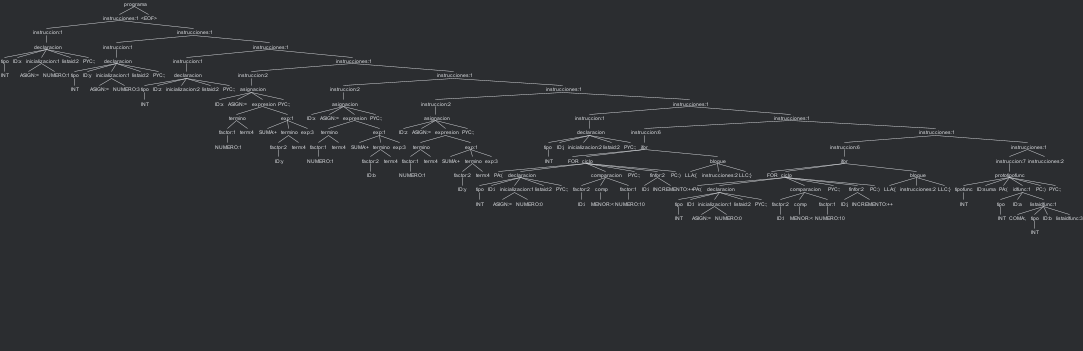 programa
instrucciones:1 <EOF>
instruccion:1 instrucciones:1
declaracion instruccion:1 instrucciones:1
tipo ID:x inicializacion:1 listaid:2 PYC; declaracion instruccion:1 instrucciones:1
INT ASIGN:= NUMERO:1 tipo ID:y inicializacion:1 listaid:2 PYC; declaracion instruccion:2 instrucciones:1
INT ASIGN:= NUMERO:3 tipo ID:z inicializacion:2 listaid:2 PYC; asignacion instruccion:2 instrucciones:1
INT ID:x ASIGN:= expresion PYC; asignacion instruccion:2 instrucciones:1
termino exp:1 ID:x ASIGN:= expresion PYC; asignacion instruccion:1 instrucciones:1
factor:1 term:4 SUMA:+ termino exp:3 termino exp:1 ID:z ASIGN:= expresion PYC; declaracion instruccion:6 instrucciones:1
NUMERO:1 factor:2 term:4 factor:1 term:4 SUMA:+ termino exp:3 termino exp:1 tipo inicializacion:2 listaid:2 PYC; ifor instruccion:6 instrucciones:1
ID:y NUMERO:1 factor:2 term:4 factor:1 term:4 SUMA:+ termino exp:3 INT FOR ciclo bloque ifor instruccion:7 instrucciones:2
ID:b NUMERO:1 factor:2 term:4 PA:( declaracion comparacion PYC; finfor:2 PC:) LLA:{ instrucciones:2 LLC:} FOR ciclo bloque prototipofunc
ID:y tipo ID:i inicializacion:1 listaid:2 PYC; factor:2 comp factor:1 ID:i INCREMENTO:++ PA:( declaracion comparacion PYC; finfor:2 PC:) LLA:{ instrucciones:2 LLC:} tipofunc ID:suma PA:( idfunc:1 PC:) PYC;
INT ASIGN:= NUMERO:0 ID:i MENOR:< NUMERO:10 tipo inicializacion:1 listaid:2 PYC; factor:2 comp factor:1 INCREMENTO:++ INT tipo ID:a listaidfunc:1
INT ASIGN:= NUMERO:0 MENOR:< NUMERO:10 INT COMA:, tipo ID:b listaidfunc:3
INT